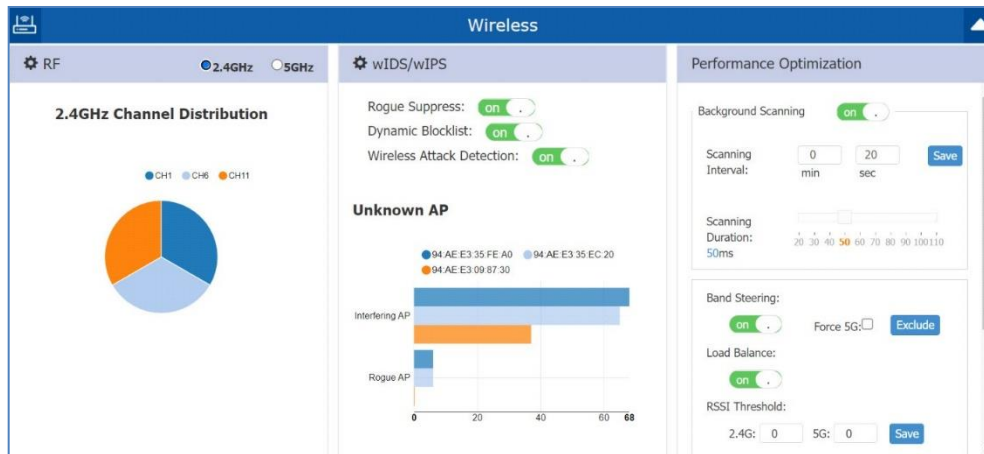 Wireless
RF
2.4GHz 5GHz
2.4GHz Channel Distribution
CH1 CH6 CH11
wIDS/wIPS
Rogue Suppress: on
Dynamic Blocklist: on
Wireless Attack Detection: on
Unknown AP
94:AE:E3:35:FE:A0 94:AE:E3:35:EC:20
94:AE:E3:09:87:30
Interfering AP
Rogue AP
0 20 40 60 68
Performance Optimization
Background Scanning on
Scanning
Interval:
0 20 Save
min sec
Scanning
Duration:
50ms
20 30 40 50 60 70 80 90 100 110
Band Steering:
on Force 5G: Exclude
Load Balance:
on
RSSI Threshold:
2.4G: 0 5G: 0 Save